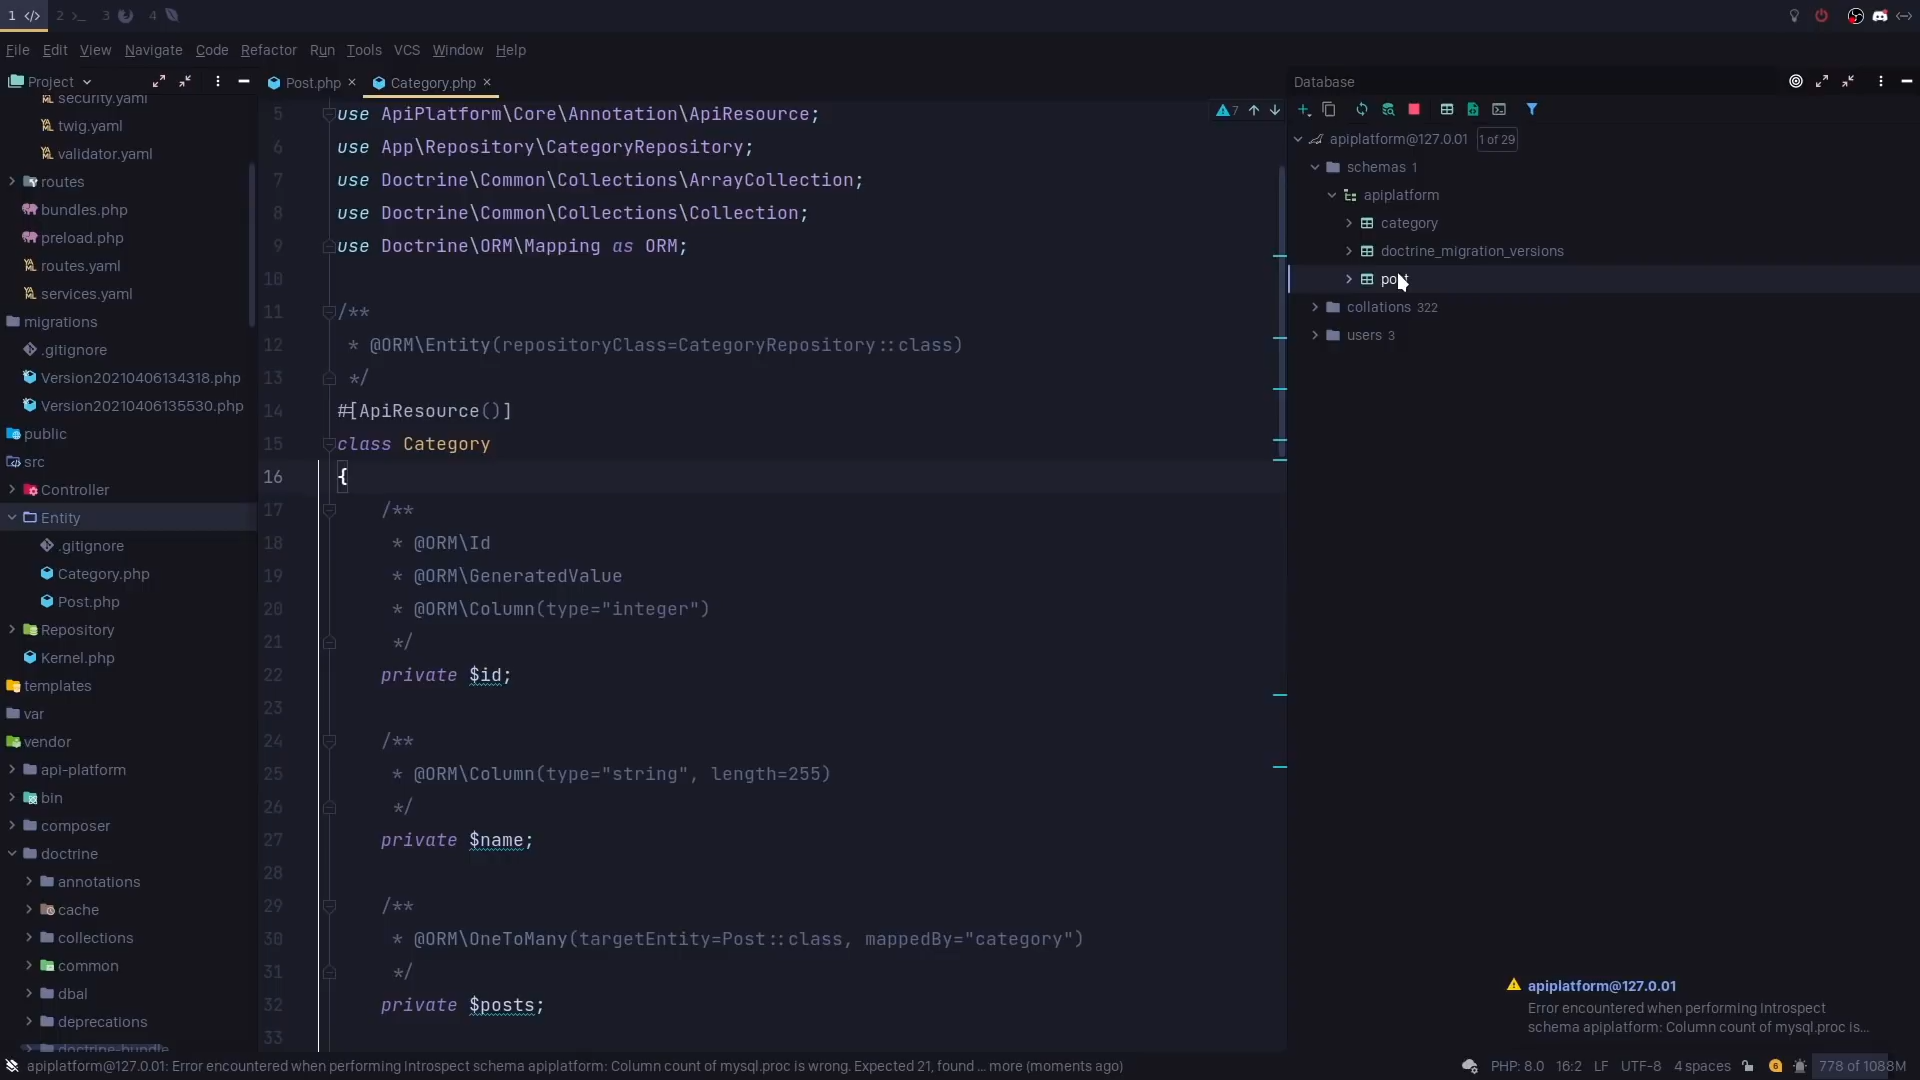 1 2 3 4
File Edit View Navigate Code Refactor Run Tools VCS Window Help
Project
security.yaml
twig.yaml
validator.yaml
routes
bundles.php
preload.php
routes.yaml
services.yaml
migrations
.gitignore
Version20210406134318.php
Version20210406135530.php
public
src
Controller
Entity
.gitignore
Category.php
Post.php
Repository
Kernel.php
templates
var
vendor
api-platform
bin
composer
doctrine
annotations
cache
collections
common
dbal
deprecations
doctrine-bundle
Post.php × Category.php ×
7
5 use ApiPlatform\Core\Annotation\ApiResource;
6 use App\Repository\CategoryRepository;
7 use Doctrine\Common\Collections\ArrayCollection;
8 use Doctrine\Common\Collections\Collection;
9 use Doctrine\ORM\Mapping as ORM;
10
11 /**
12 * @ORM\Entity(repositoryClass=CategoryRepository::class)
13 */
14 #[ApiResource()]
15 class Category
16 {
17 /**
18 * @ORM\Id
19 * @ORM\GeneratedValue
20 * @ORM\Column(type="integer")
21 */
22 private $id;
23
24 /**
25 * @ORM\Column(type="string", length=255)
26 */
27 private $name;
28
29 /**
30 * @ORM\OneToMany(targetEntity=Post::class, mappedBy="category")
31 */
32 private $posts;
33
Database
apiplatform@127.0.01 1 of 29
schemas 1
apiplatform
category
doctrine_migration_versions
post
collations 322
users 3
apiplatform@127.0.01
Error encountered when performing Introspect
schema apiplatform: Column count of mysql.proc is...
apiplatform@127.0.01: Error encountered when performing Introspect schema apiplatform: Column count of mysql.proc is wrong. Expected 21, found ... more (moments ago)
PHP: 8.0 16:2 LF UTF-8 4 spaces 778 of 1088M